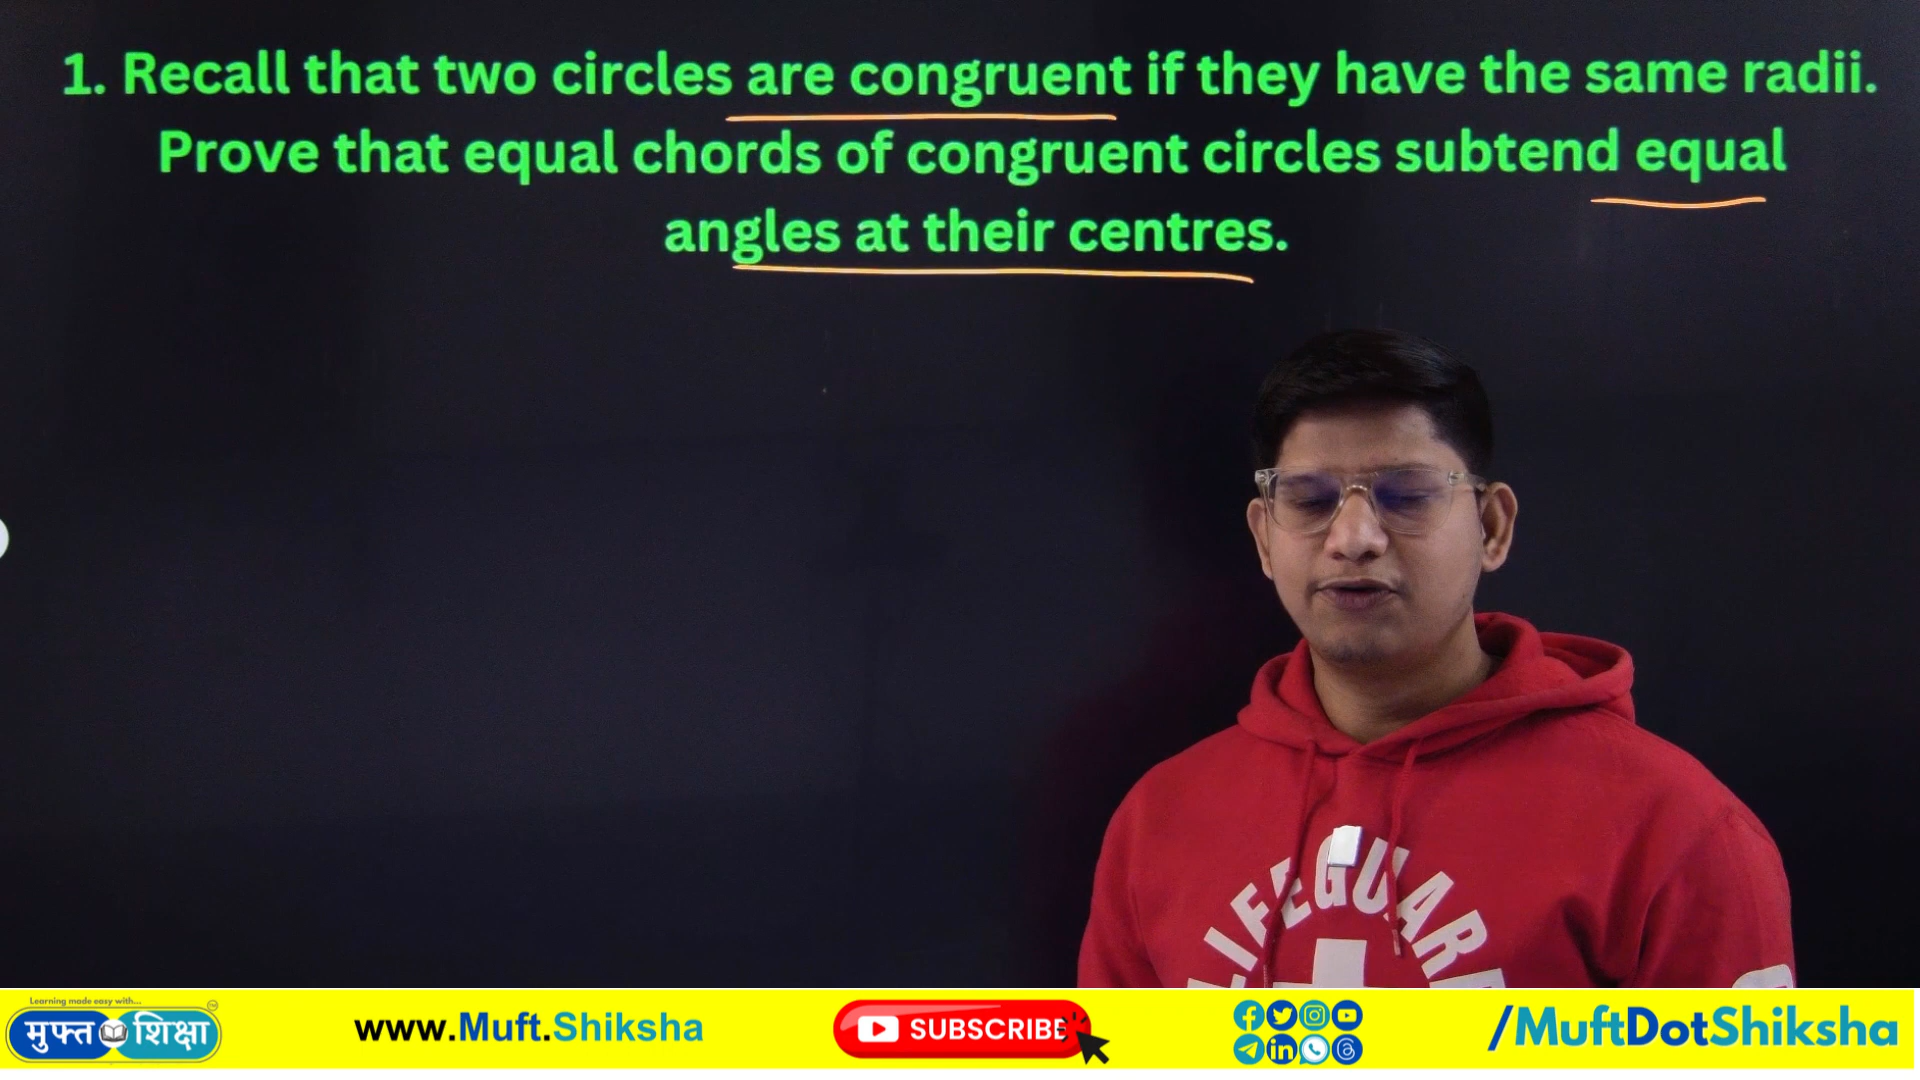 1. Recall that two circles are congruent if they have the same radii.
Prove that equal chords of congruent circles subtend equal
angles at their centres.
LIFEGUARD
Learning made easy with...
मुफ्त शिक्षा
www.Muft.Shiksha
SUBSCRIBE
/MuftDotShiksha